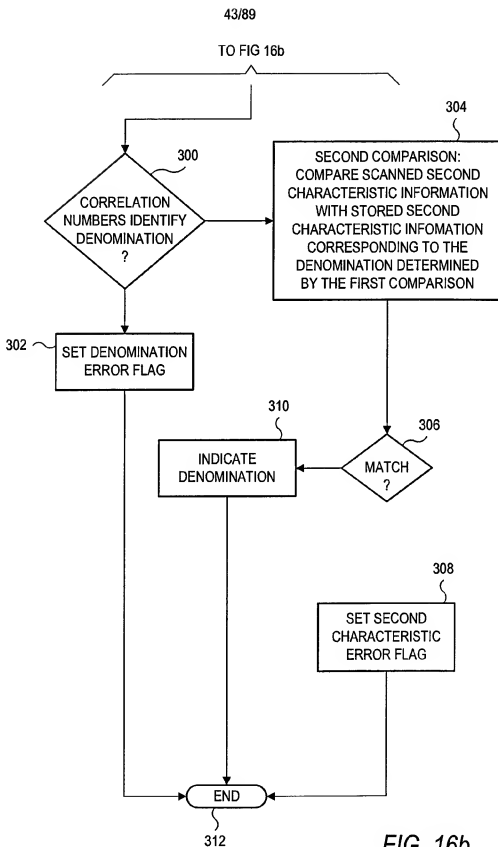 43/89
TO FIG 16b
300
CORRELATION
NUMBERS IDENTIFY
DENOMINATION
?
304
SECOND COMPARISON:
COMPARE SCANNED SECOND
CHARACTERISTIC INFORMATION
WITH STORED SECOND
CHARACTERISTIC INFOMATION
CORRESPONDING TO THE
DENOMINATION DETERMINED
BY THE FIRST COMPARISON
302
SET DENOMINATION
ERROR FLAG
306
MATCH
?
310
INDICATE
DENOMINATION
308
SET SECOND
CHARACTERISTIC
ERROR FLAG
END
312
FIG. 16b